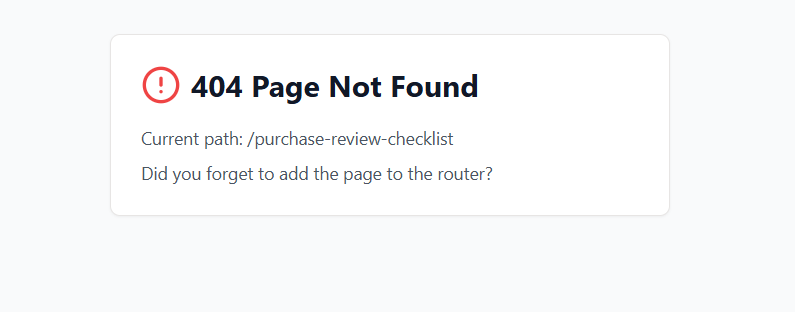 404 Page Not Found
Current path: /purchase-review-checklist
Did you forget to add the page to the router?